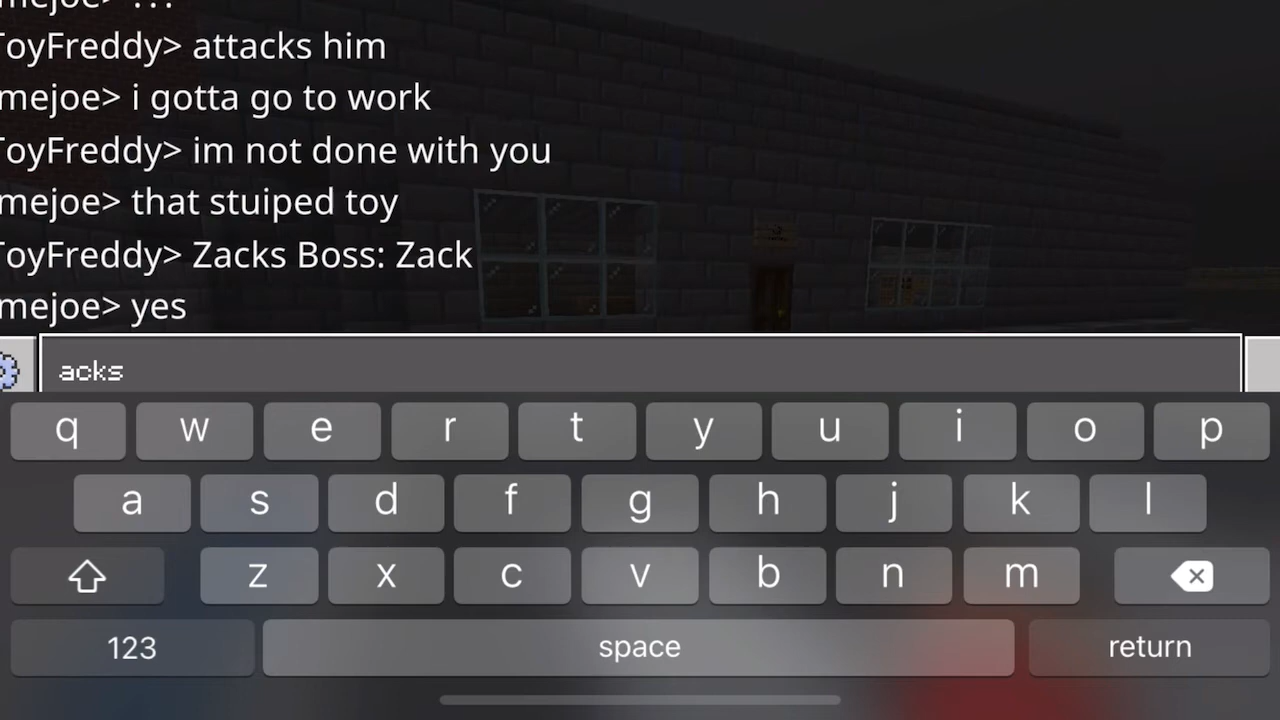 mejoe> ...
ToyFreddy> attacks him
mejoe> i gotta go to work
ToyFreddy> im not done with you
mejoe> that stuiped toy
ToyFreddy> Zacks Boss: Zack
mejoe> yes
acks
q w e r t y u i o p
a s d f g h j k l
z x c v b n m
123 space return